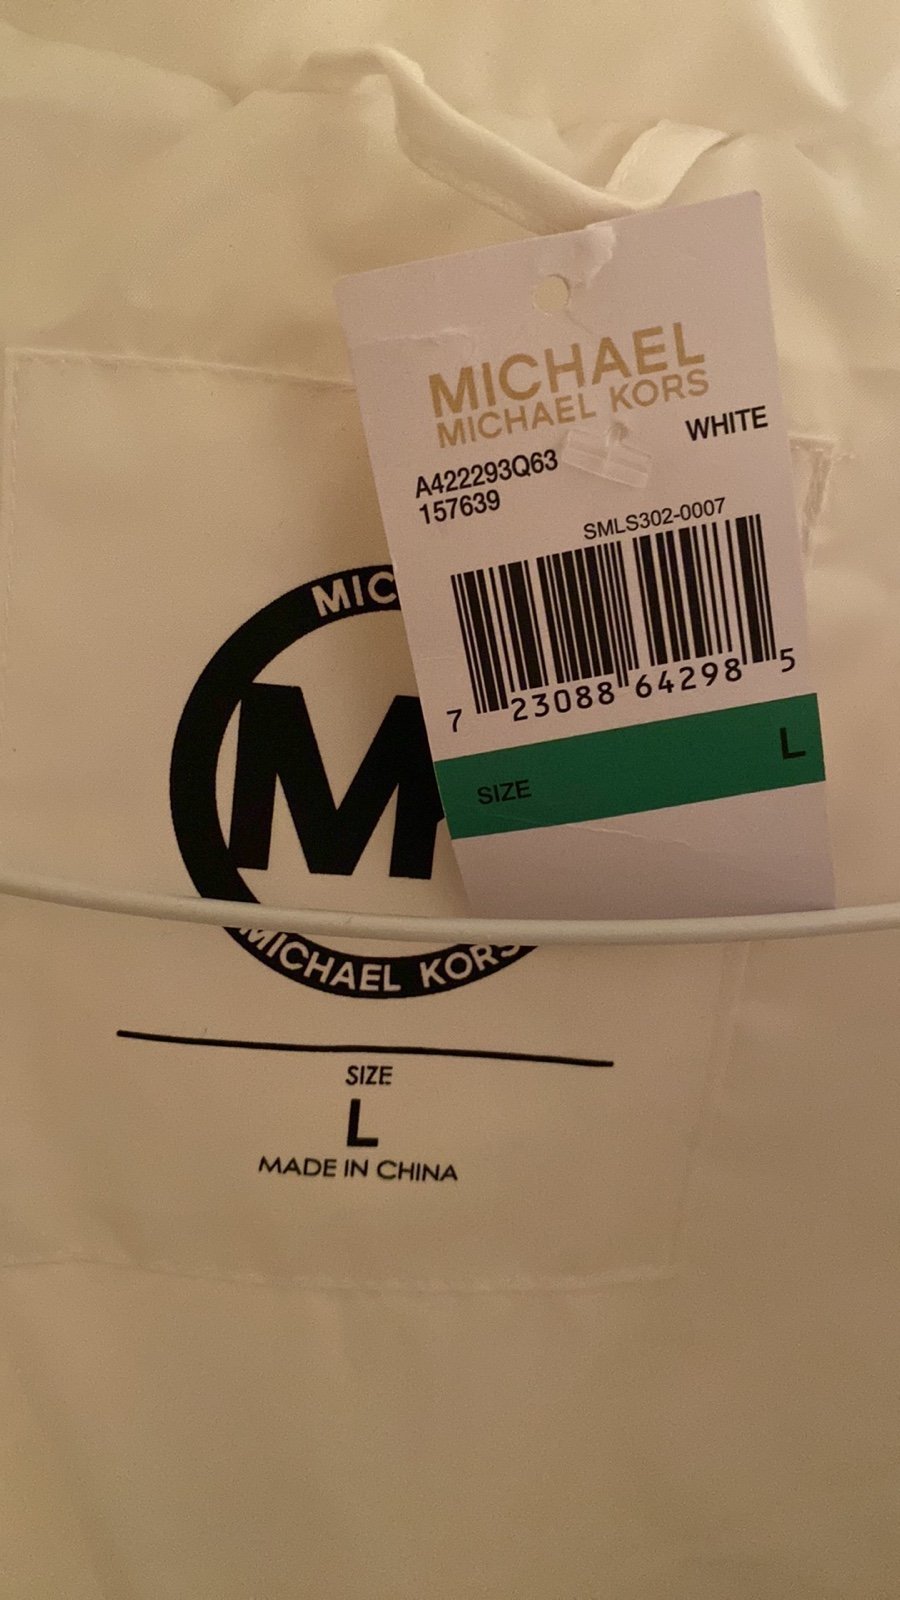 MICHAEL
MICHAEL KORS
WHITE
A422293Q63
157639
SMLS302-0007
7 23088 64298 5
SIZE L
MIC
MK
MICHAEL KORS
SIZE
L
MADE IN CHINA